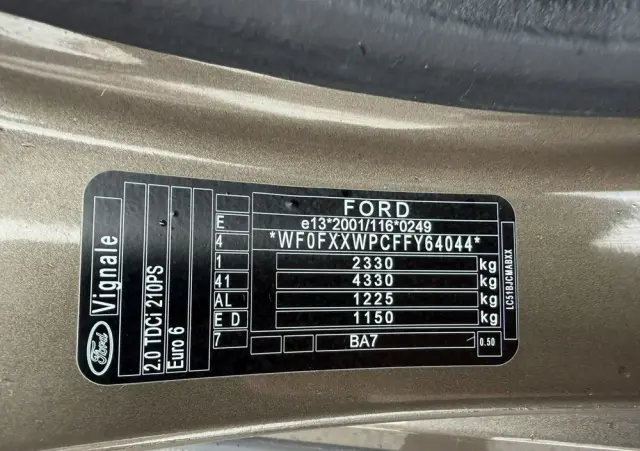 FORD
E e13*2001/116*0249
4 *WF0FXXWPCFFY64044*
1 2330 kg
41 4330 kg
AL 1225 kg
E D 1150 kg
7 BA7 0.50
Ford Vignale
2.0 TDCi 210PS
Euro 6
LC51BJCMABXX